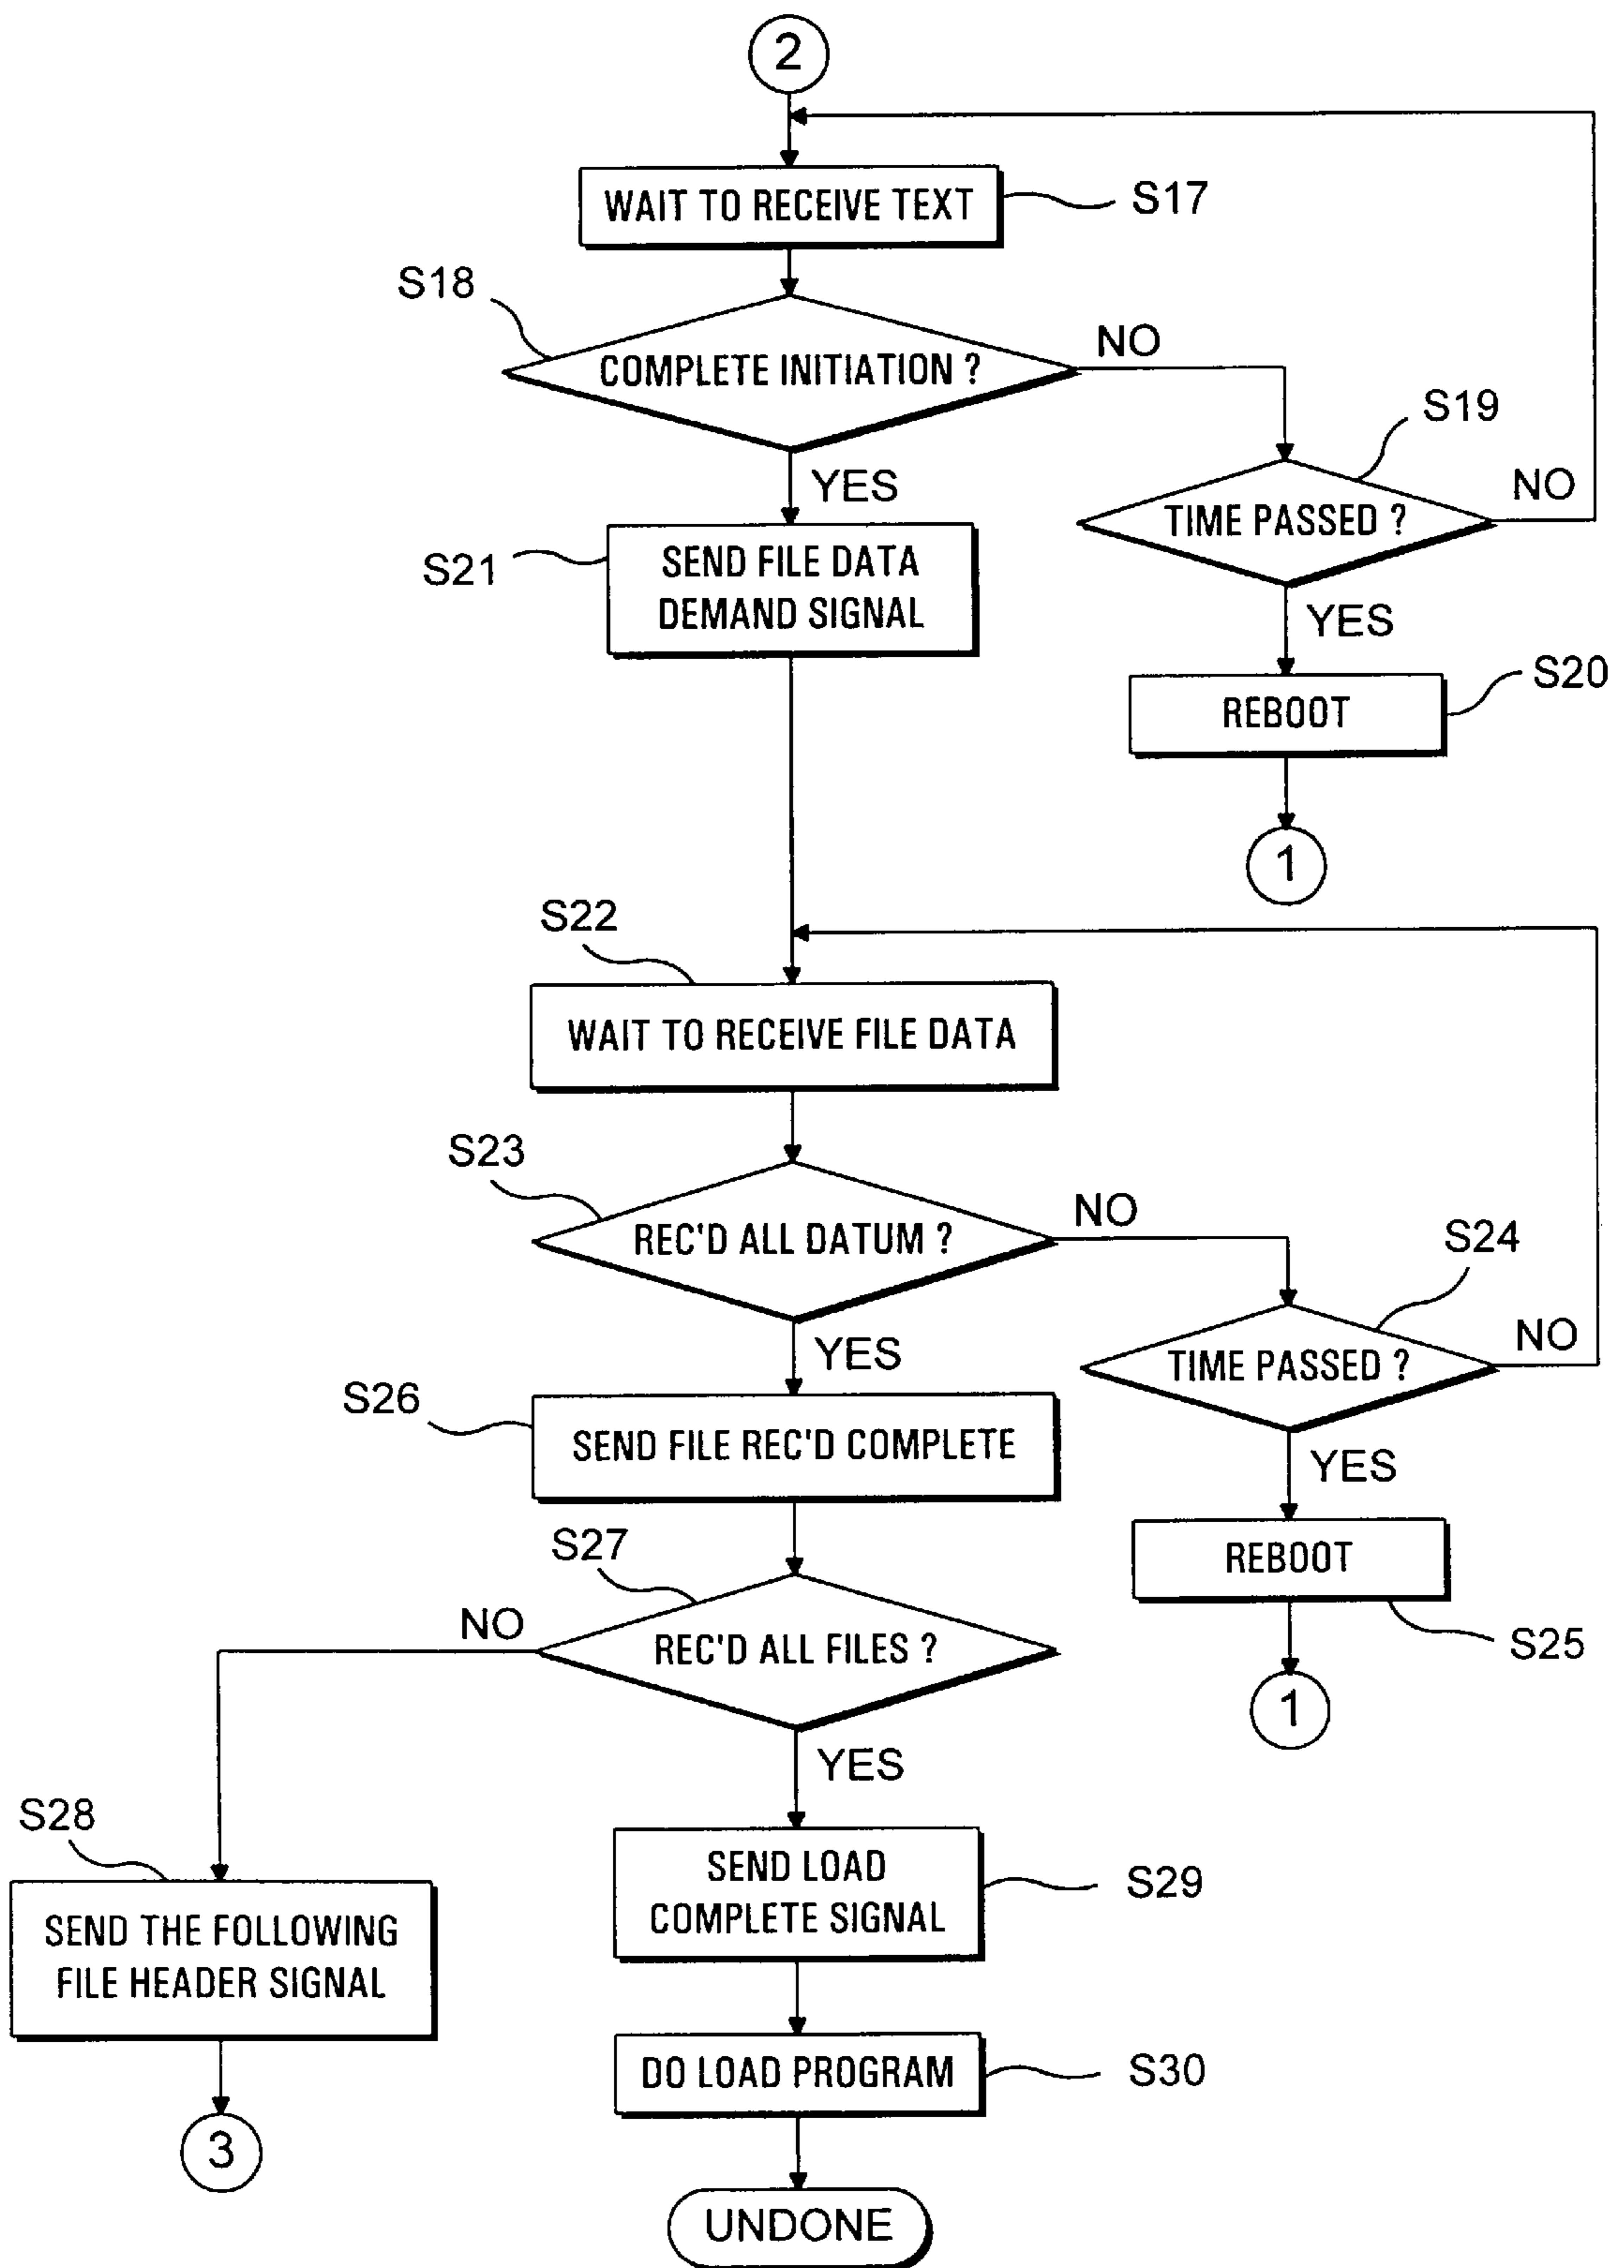 2
WAIT TO RECEIVE TEXT
S17
S18
COMPLETE INITIATION ?
NO
S19
TIME PASSED ?
NO
YES
S21
SEND FILE DATA
DEMAND SIGNAL
YES
REBOOT
S20
1
S22
WAIT TO RECEIVE FILE DATA
S23
REC'D ALL DATUM ?
NO
S24
TIME PASSED ?
NO
YES
S26
SEND FILE REC'D COMPLETE
YES
REBOOT
S25
1
S27
NO
REC'D ALL FILES ?
YES
S28
SEND THE FOLLOWING
FILE HEADER SIGNAL
3
SEND LOAD
COMPLETE SIGNAL
S29
DO LOAD PROGRAM
S30
UNDONE